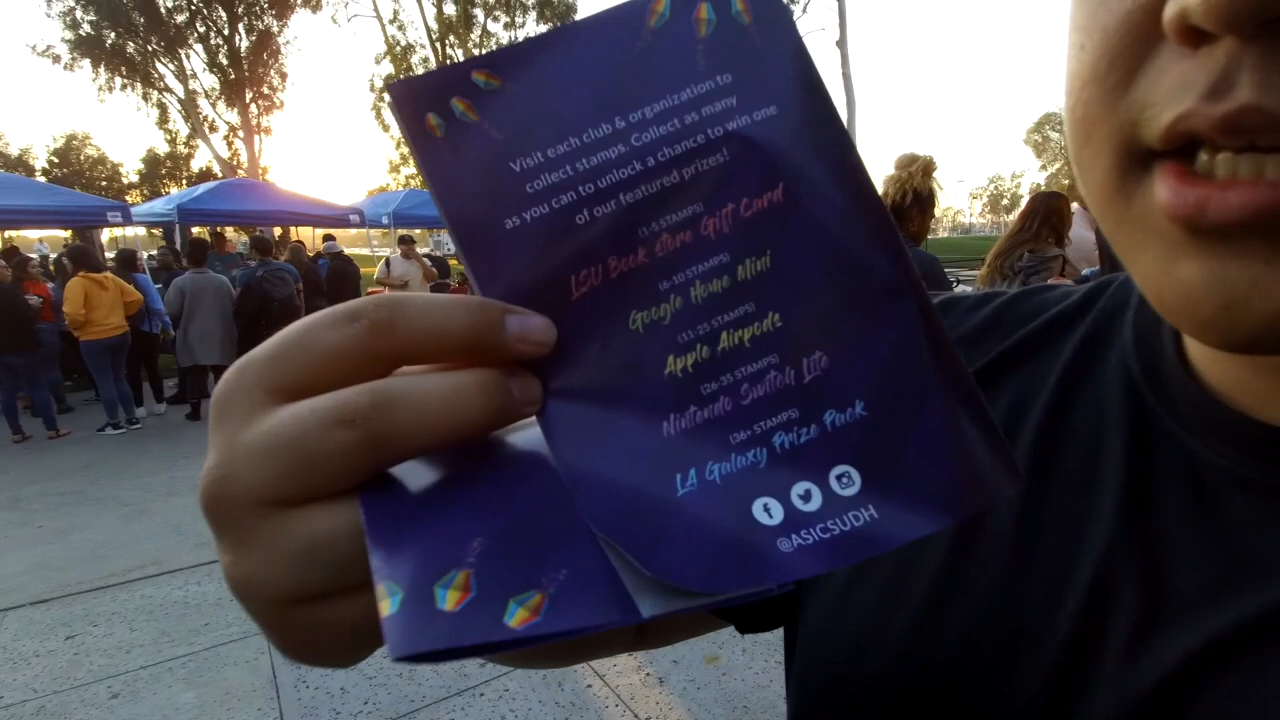 Visit each club & organization to
collect stamps. Collect as many
as you can to unlock a chance to win one
of our featured prizes!
(1-5 STAMPS)
LSU Book Store Gift Card
(6-10 STAMPS)
Google Home Mini
(11-25 STAMPS)
Apple Airpods
(26-35 STAMPS)
Nintendo Switch Lite
(36+ STAMPS)
LA Galaxy Prize Pack
@ASICSUDH